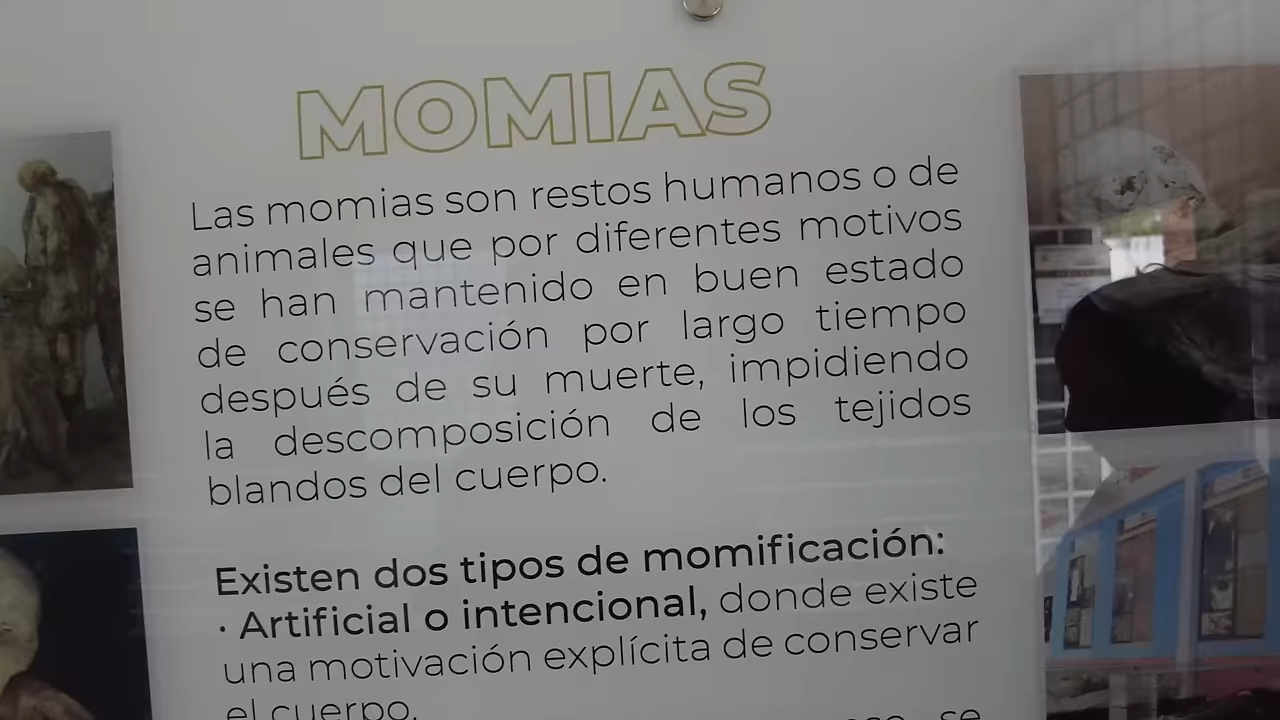 MOMIAS
Las momias son restos humanos o de
animales que por diferentes motivos
se han mantenido en buen estado
de conservación por largo tiempo
después de su muerte, impidiendo
la descomposición de los tejidos
blandos del cuerpo.
Existen dos tipos de momificación:
· Artificial o intencional, donde existe
una motivación explícita de conservar
el cuerpo.
se